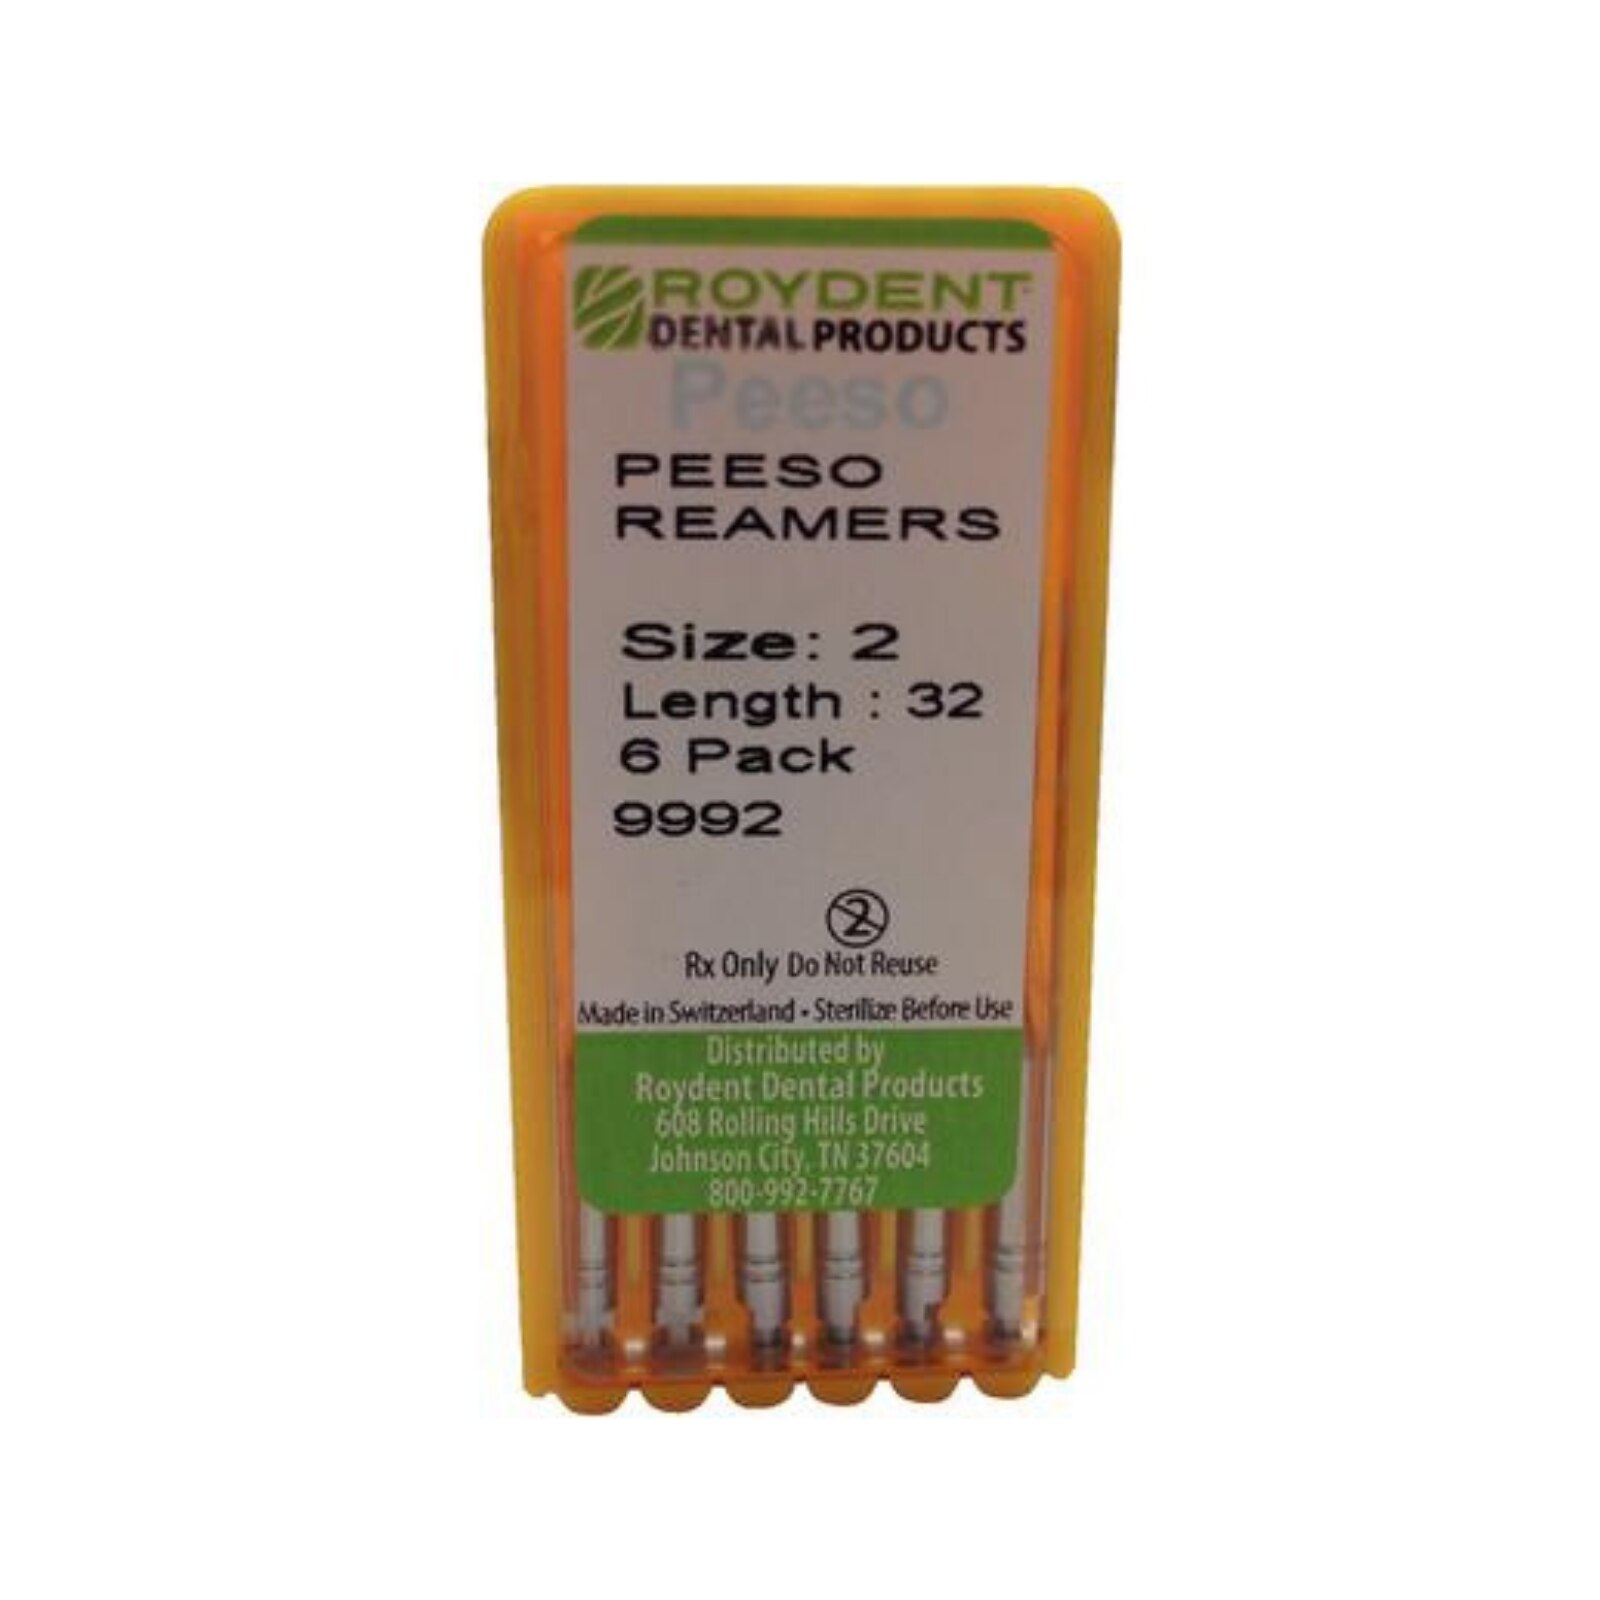 ROYDENT
DENTAL PRODUCTS
Peeso
PEESO
REAMERS
Size: 2
Length : 32
6 Pack
9992
2
Rx Only Do Not Reuse
Made in Switzerland • Sterilize Before Use
Distributed by
Roydent Dental Products
608 Rolling Hills Drive
Johnson City, TN 37604
800-992-7767